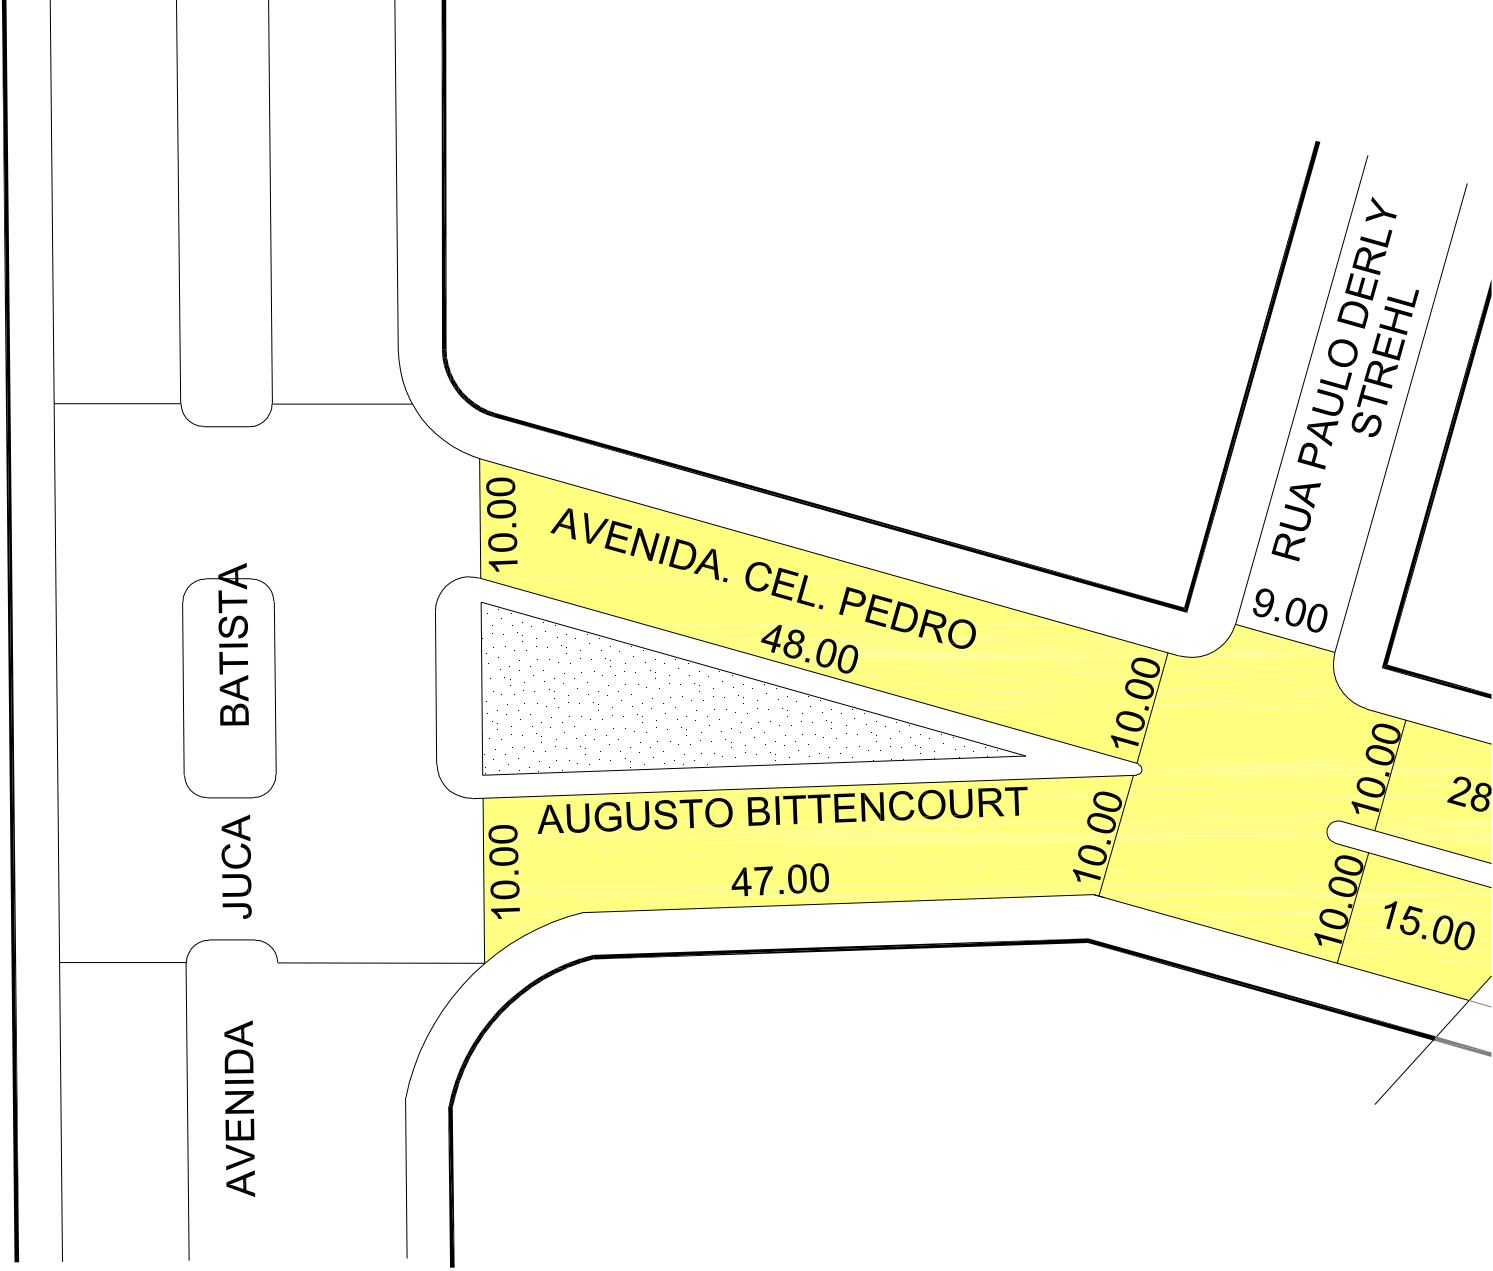 AVENIDA JUCA BATISTA
10.00
AVENIDA. CEL. PEDRO
48.00
10.00
AUGUSTO BITTENCOURT
10.00
47.00
10.00
RUA PAULO DERLY
STREHL
9.00
10.00
28
10.00
15.00